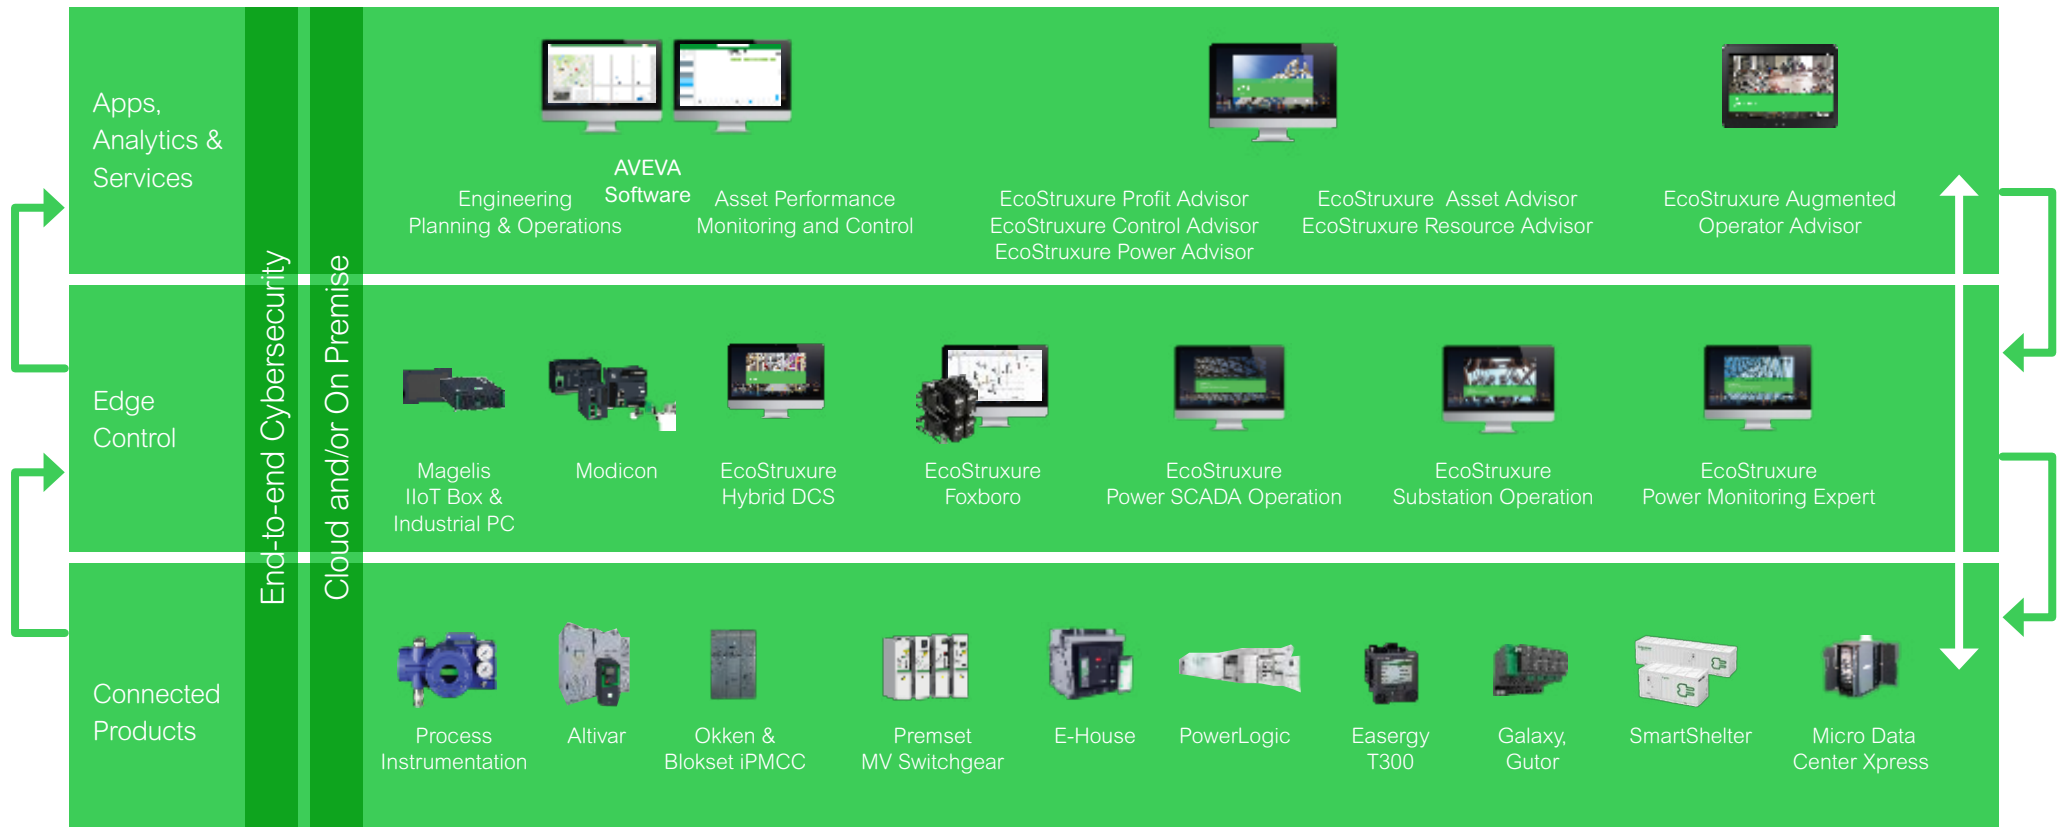 Apps,
Analytics &
Services
AVEVA
Software
Engineering
Planning & Operations
Asset Performance
Monitoring and Control
EcoStruxure Profit Advisor
EcoStruxure Control Advisor
EcoStruxure Power Advisor
EcoStruxure Asset Advisor
EcoStruxure Resource Advisor
EcoStruxure Augmented
Operator Advisor
End-to-end Cybersecurity
Cloud and/or On Premise
Edge
Control
Magelis
IIoT Box &
Industrial PC
Modicon
EcoStruxure
Hybrid DCS
EcoStruxure
Foxboro
EcoStruxure
Power SCADA Operation
EcoStruxure
Substation Operation
EcoStruxure
Power Monitoring Expert
Connected
Products
Process
Instrumentation
Altivar
Okken &
Blokset iPMCC
Premset
MV Switchgear
E-House
PowerLogic
Easergy
T300
Galaxy,
Gutor
SmartShelter
Micro Data
Center Xpress